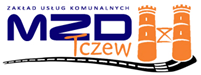 ZAKŁAD USŁUG KOMUNALNYCH
MZD
Tczew